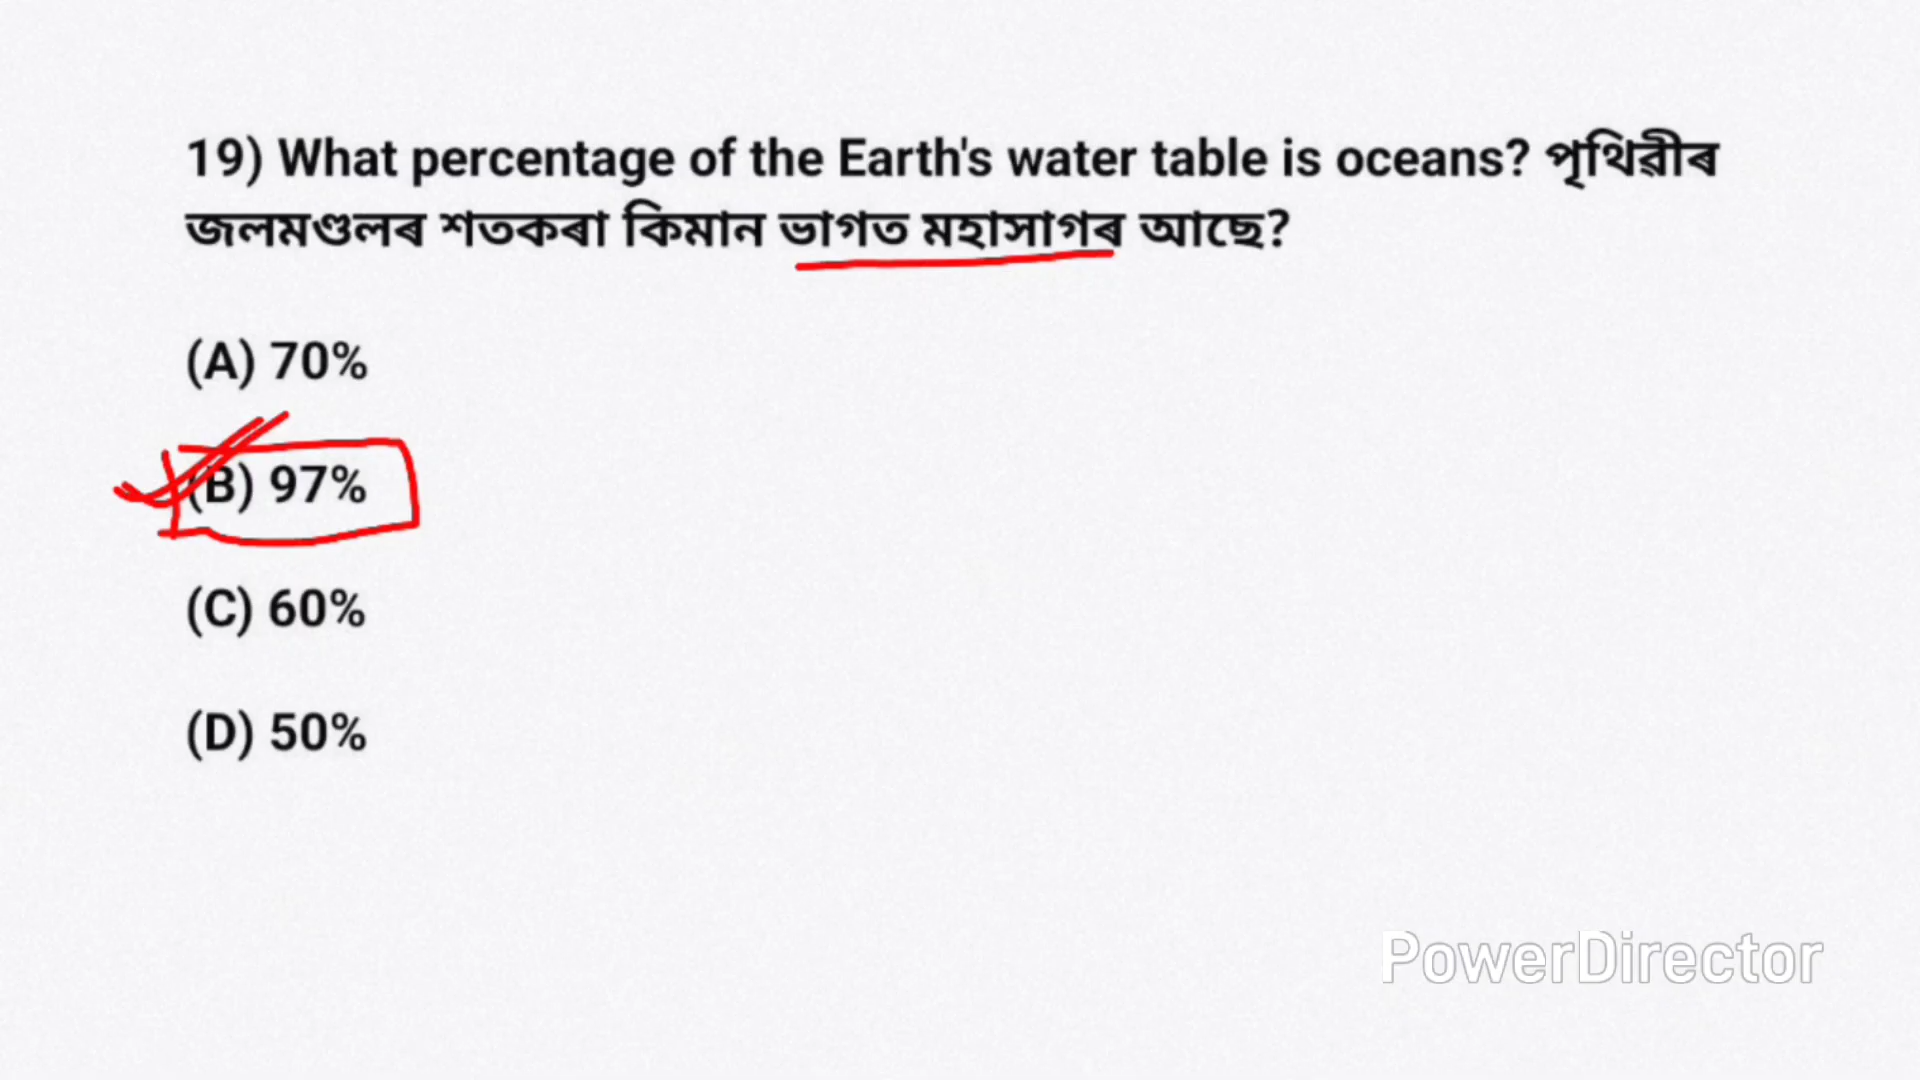 19) What percentage of the Earth's water table is oceans? পৃথিৱীৰ
জলমণ্ডলৰ শতকৰা কিমান ভাগত মহাসাগৰ আছে?
(A) 70%
(B) 97%
(C) 60%
(D) 50%
PowerDirector